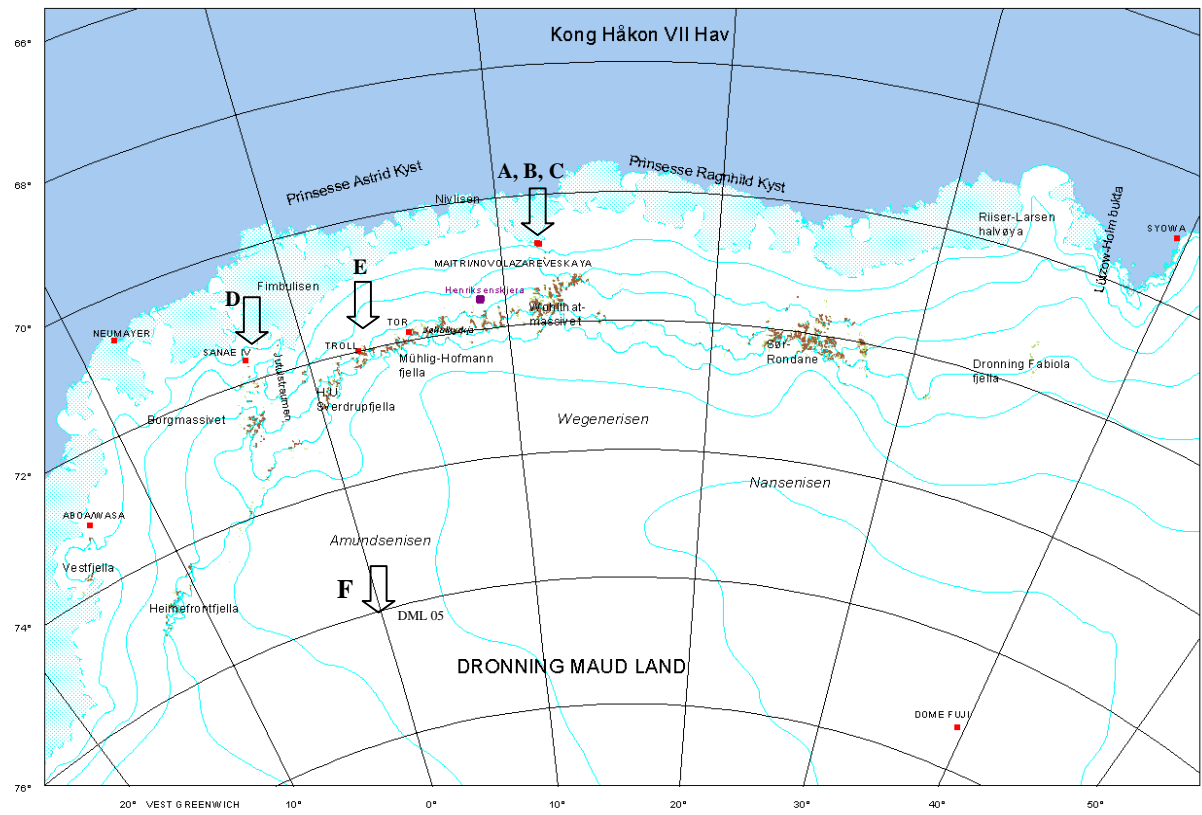 Kong Håkon VII Hav
66°
68°
70°
72°
74°
76°
Prinsesse Astrid Kyst
A, B, C
Prinsesse Ragnhild Kyst
Nivlisen
Riiser-Larsen
halvøya
Lützow-Holm bukta
SYOWA
MAITRI/NOVOLAZAREVESKAYA
E
Fimbulisen
Henriksenskjera
D
Wohlthat-
massivet
NEUMAYER
TOR
TROLL
SANAE IV
Jutulstraumen
Mühlig-Hofmann
fjella
Sør
Rondane
Dronning Fabiola
fjella
H.U.
Sverdrupfjella
Borgmassivet
Wegenerisen
Nansenisen
ABOA/WASA
Amundsenisen
Vestfjella
F
Heimefrontfjella
DML 05
DRONNING MAUD LAND
DOME FUJI
20° VEST GREENWICH 10° 0° 10° 20° 30° 40° 50°